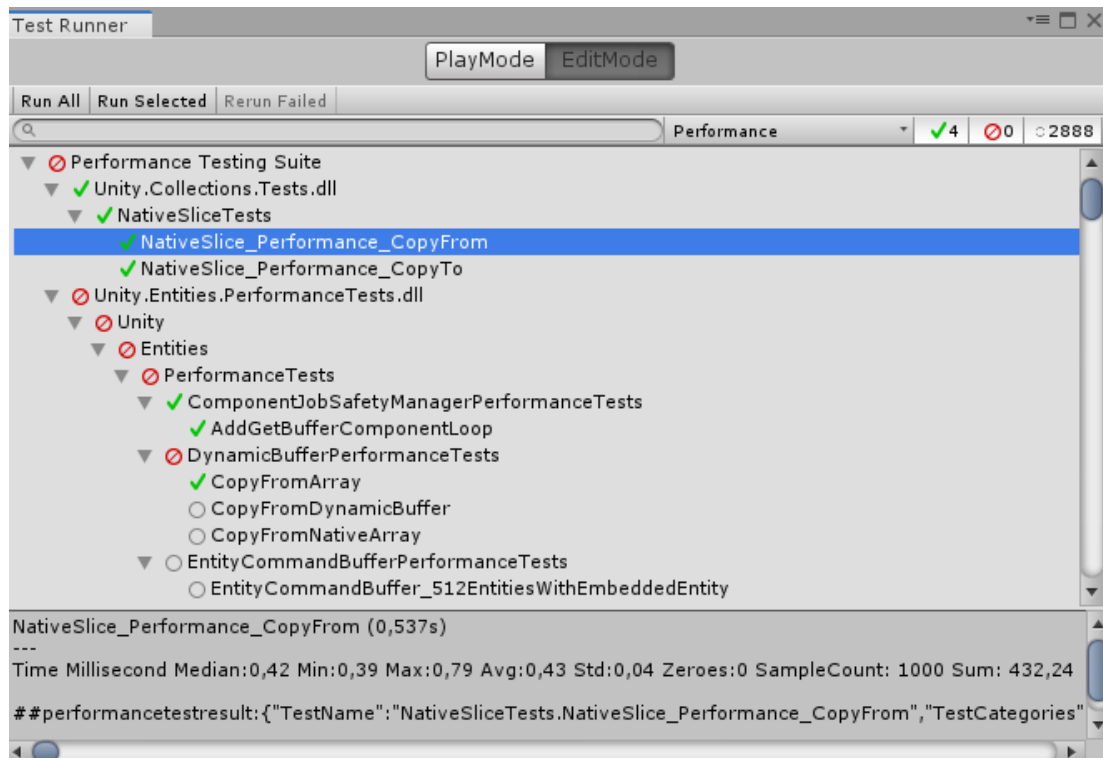 Test Runner
PlayMode EditMode
Run All Run Selected Rerun Failed
Performance 4 0 2888
Performance Testing Suite
Unity.Collections.Tests.dll
NativeSliceTests
NativeSlice_Performance_CopyFrom
NativeSlice_Performance_CopyTo
Unity.Entities.PerformanceTests.dll
Unity
Entities
PerformanceTests
ComponentJobSafetyManagerPerformanceTests
AddGetBufferComponentLoop
DynamicBufferPerformanceTests
CopyFromArray
CopyFromDynamicBuffer
CopyFromNativeArray
EntityCommandBufferPerformanceTests
EntityCommandBuffer_512EntitiesWithEmbeddedEntity
NativeSlice_Performance_CopyFrom (0,537s)
---
Time Millisecond Median:0,42 Min:0,39 Max:0,79 Avg:0,43 Std:0,04 Zeroes:0 SampleCount: 1000 Sum: 432,24
##performancetestresult:{"TestName":"NativeSliceTests.NativeSlice_Performance_CopyFrom","TestCategories"